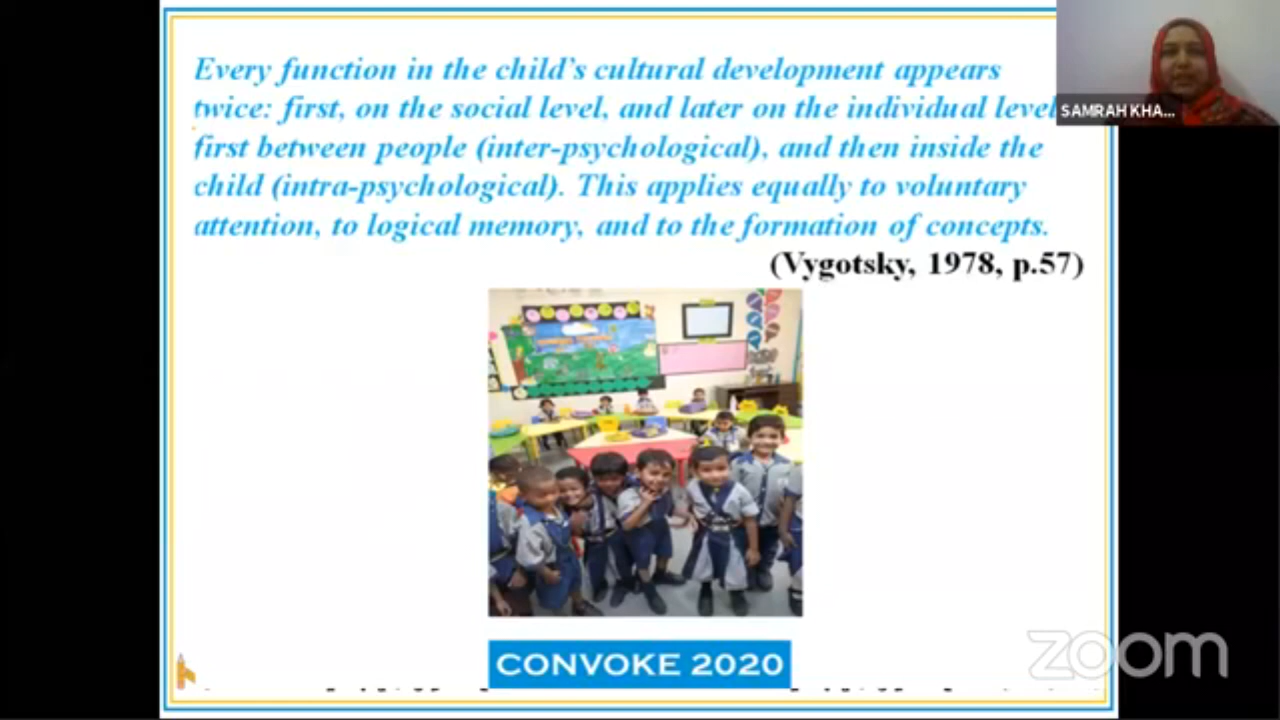 Every function in the child's cultural development appears
twice: first, on the social level, and later on the individual level
first between people (inter-psychological), and then inside the
child (intra-psychological). This applies equally to voluntary
attention, to logical memory, and to the formation of concepts.
(Vygotsky, 1978, p.57)
SAMRAH KHA...
CONVOKE 2020
zoom